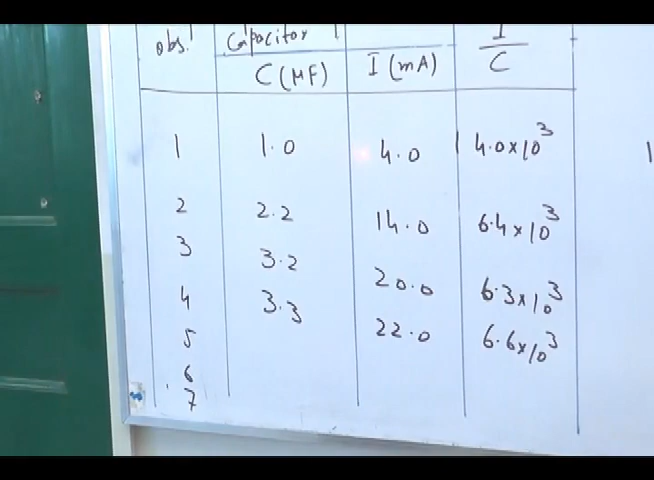 obs. Capacitor I
C (μF) I (mA) C
1 1.0 4.0 4.0×10³
2 2.2 14.0 6.4×10³
3 3.2 20.0 6.3×10³
4 3.3 22.0 6.6×10³
5
6
7